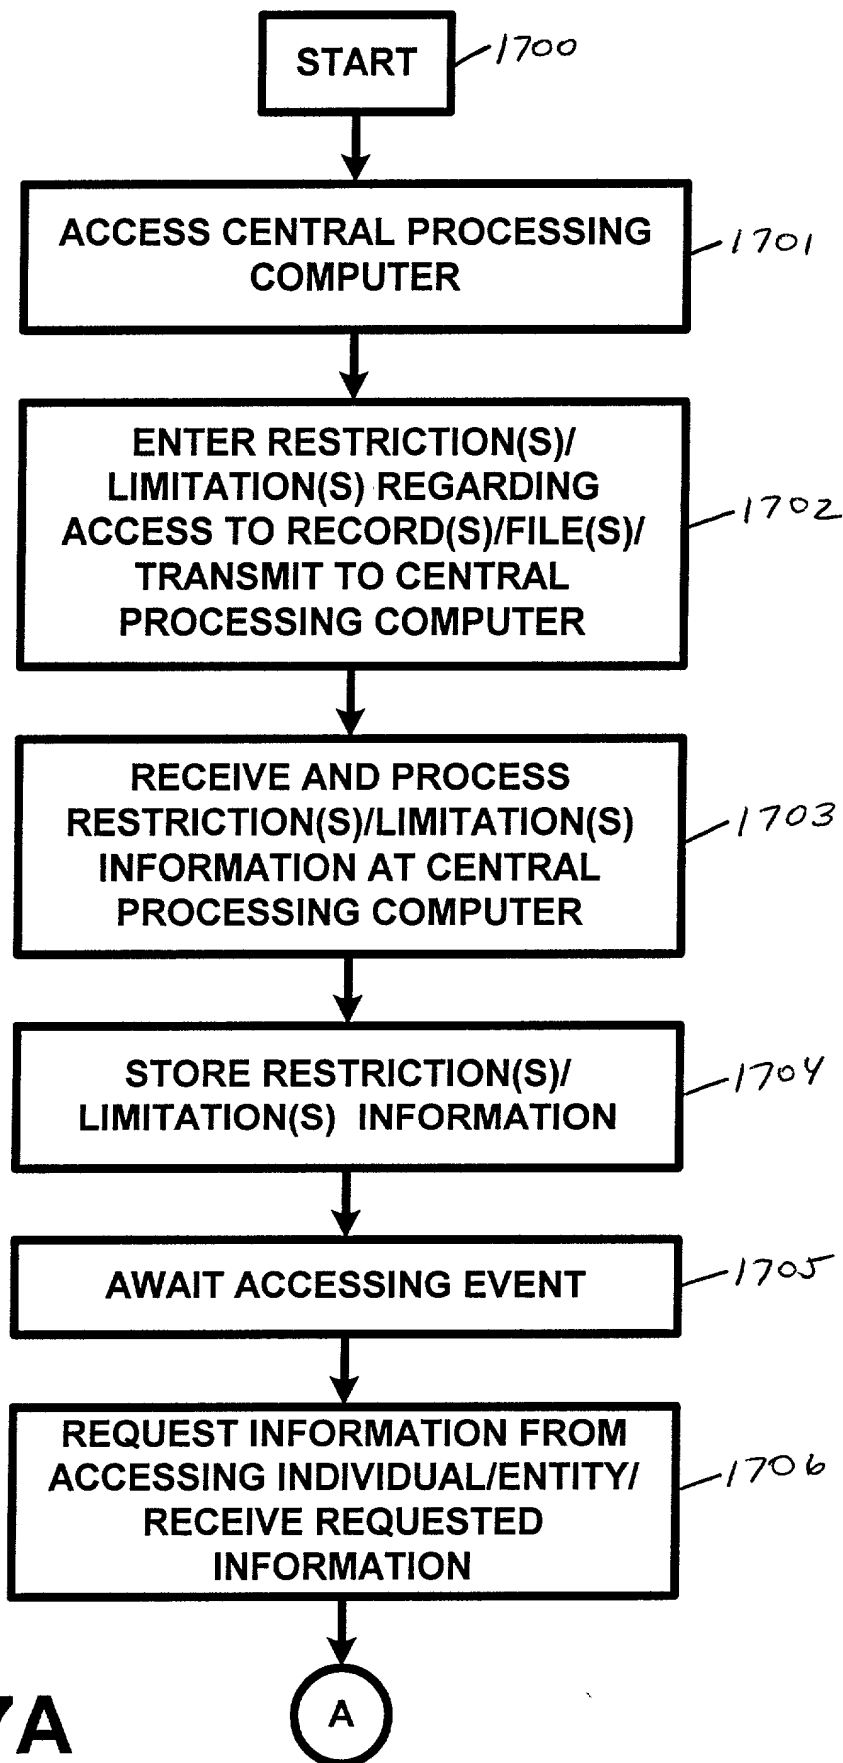 START
1700
ACCESS CENTRAL PROCESSING
COMPUTER
1701
ENTER RESTRICTION(S)/
LIMITATION(S) REGARDING
ACCESS TO RECORD(S)/FILE(S)/
TRANSMIT TO CENTRAL
PROCESSING COMPUTER
1702
RECEIVE AND PROCESS
RESTRICTION(S)/LIMITATION(S)
INFORMATION AT CENTRAL
PROCESSING COMPUTER
1703
STORE RESTRICTION(S)/
LIMITATION(S) INFORMATION
1704
AWAIT ACCESSING EVENT
1705
REQUEST INFORMATION FROM
ACCESSING INDIVIDUAL/ENTITY/
RECEIVE REQUESTED
INFORMATION
1706
A
7A